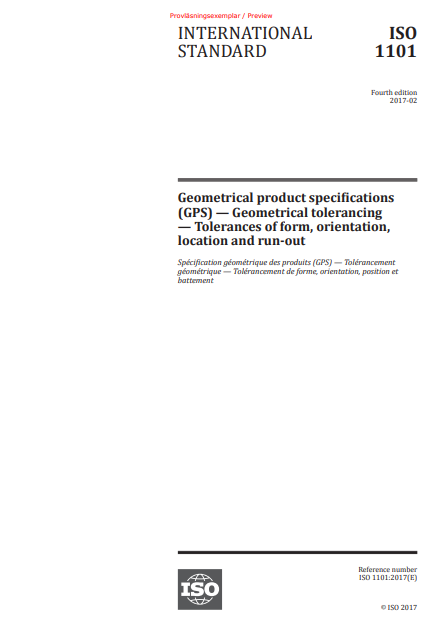 Provläsningsexemplar / Preview
INTERNATIONAL
STANDARD
ISO
1101
Fourth edition
2017-02
Geometrical product specifications
(GPS) — Geometrical tolerancing
— Tolerances of form, orientation,
location and run-out
Spécification géométrique des produits (GPS) — Tolérancement
géométrique — Tolérancement de forme, orientation, position et
battement
ISO
Reference number
ISO 1101:2017(E)
© ISO 2017